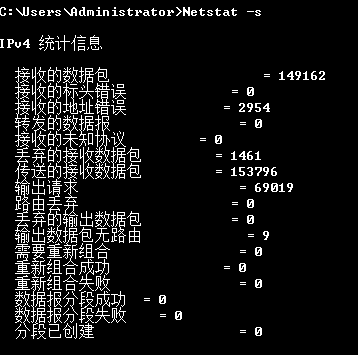 C:\Users\Administrator>Netstat -s
IPv4 统计信息
接收的数据包 = 149162
接收的标头错误 = 0
接收的地址错误 = 2954
转发的数据报 = 0
接收的未知协议 = 0
丢弃的接收数据包 = 1461
传送的接收数据包 = 153796
输出请求 = 69019
路由丢弃 = 0
丢弃的输出数据包 = 0
输出数据包无路由 = 9
需要重新组合 = 0
重新组合成功 = 0
重新组合失败 = 0
数据报分段成功 = 0
数据报分段失败 = 0
分段已创建 = 0